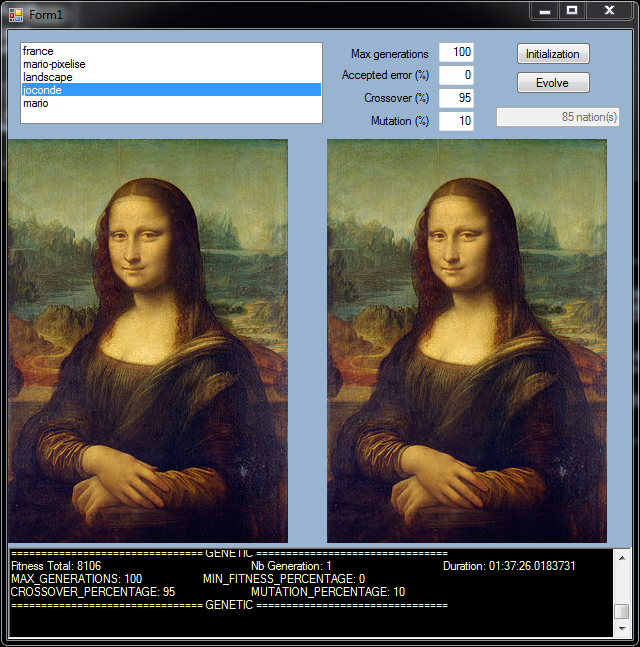 Form1
france
mario-pixelise
landscape
joconde
mario
Max generations 100
Accepted error (%) 0
Crossover (%) 95
Mutation (%) 10
Initialization
Evolve
85 nation(s)
================================ GENETIC ================================
Fitness Total: 8106 Nb Generation: 1 Duration: 01:37:26.0183731
MAX_GENERATIONS: 100 MIN_FITNESS_PERCENTAGE: 0
CROSSOVER_PERCENTAGE: 95 MUTATION_PERCENTAGE: 10
================================ GENETIC ================================